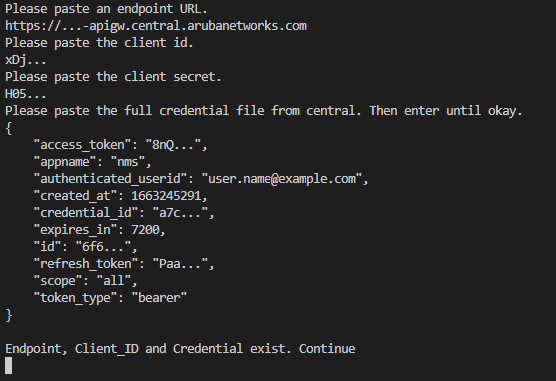 Please paste an endpoint URL.
https://...-apigw.central.arubanetworks.com
Please paste the client id.
xDj...
Please paste the client secret.
H05...
Please paste the full credential file from central. Then enter until okay.
{
    "access_token": "8nQ...",
    "appname": "nms",
    "authenticated_userid": "user.name@example.com",
    "created_at": 1663245291,
    "credential_id": "a7c...",
    "expires_in": 7200,
    "id": "6f6...",
    "refresh_token": "Paa...",
    "scope": "all",
    "token_type": "bearer"
}
Endpoint, Client_ID and Credential exist. Continue